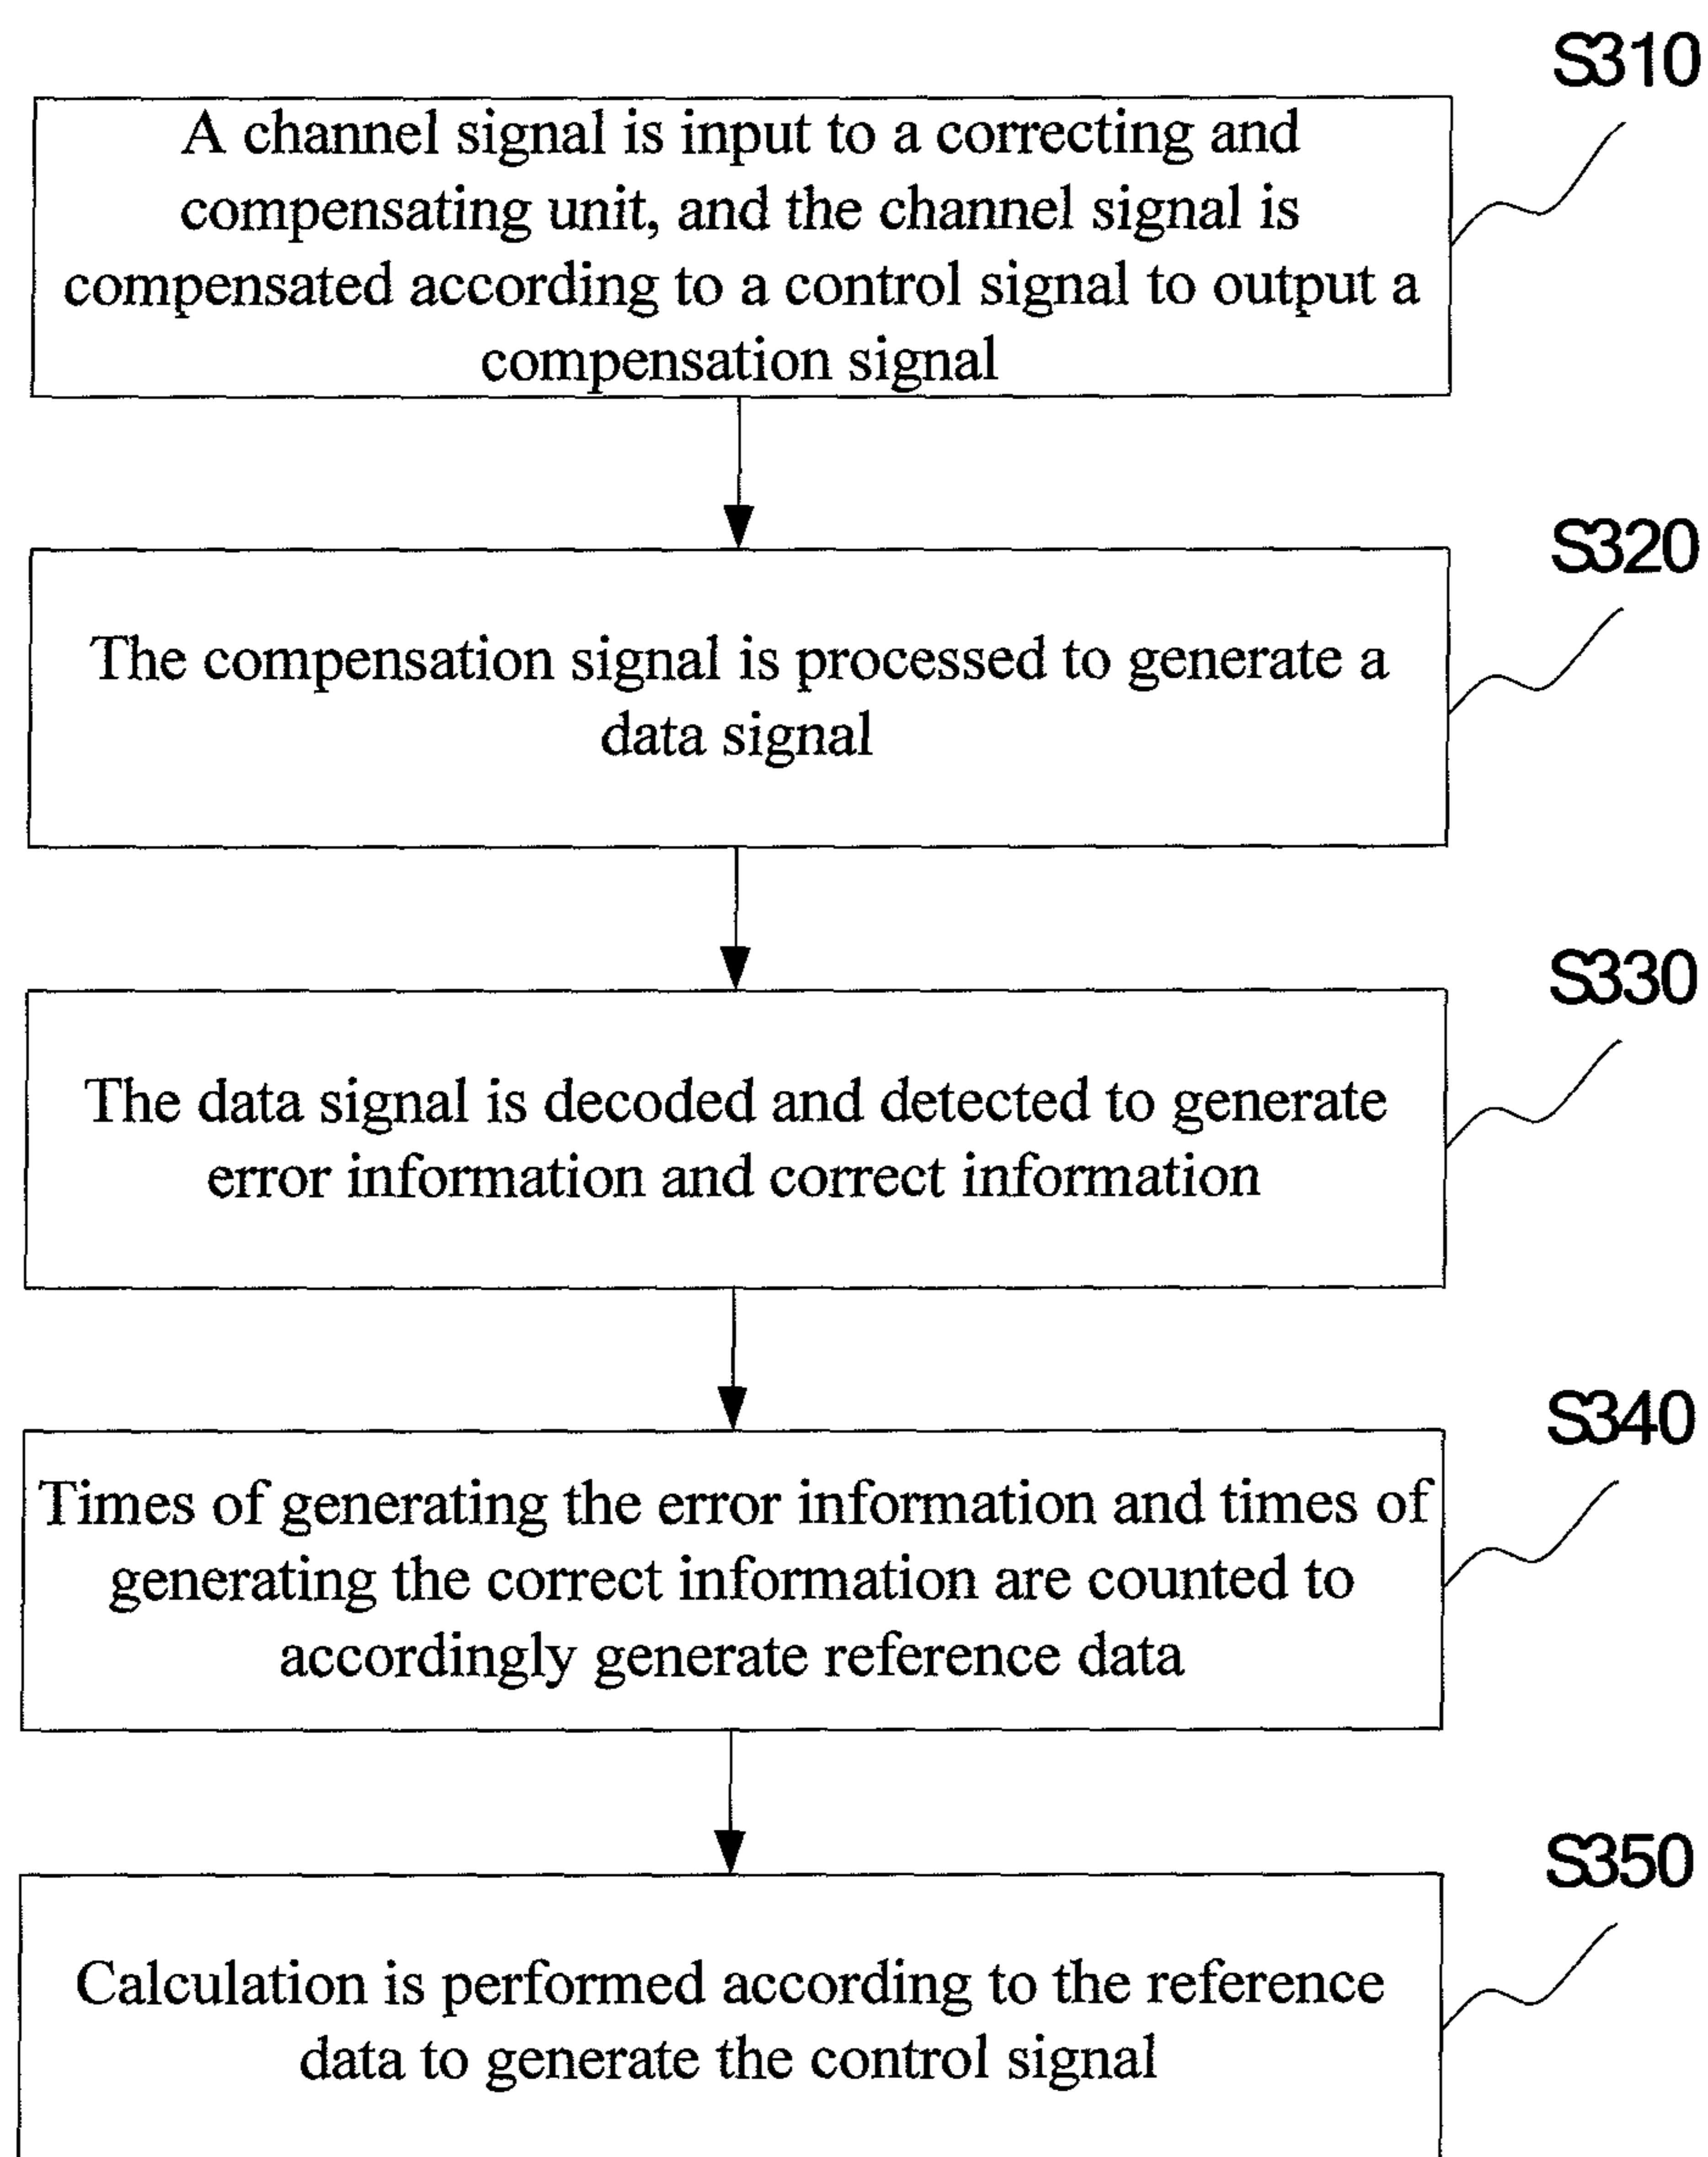 S310
A channel signal is input to a correcting and
compensating unit, and the channel signal is
compensated according to a control signal to output a
compensation signal
S320
The compensation signal is processed to generate a
data signal
S330
The data signal is decoded and detected to generate
error information and correct information
S340
Times of generating the error information and times of
generating the correct information are counted to
accordingly generate reference data
S350
Calculation is performed according to the reference
data to generate the control signal